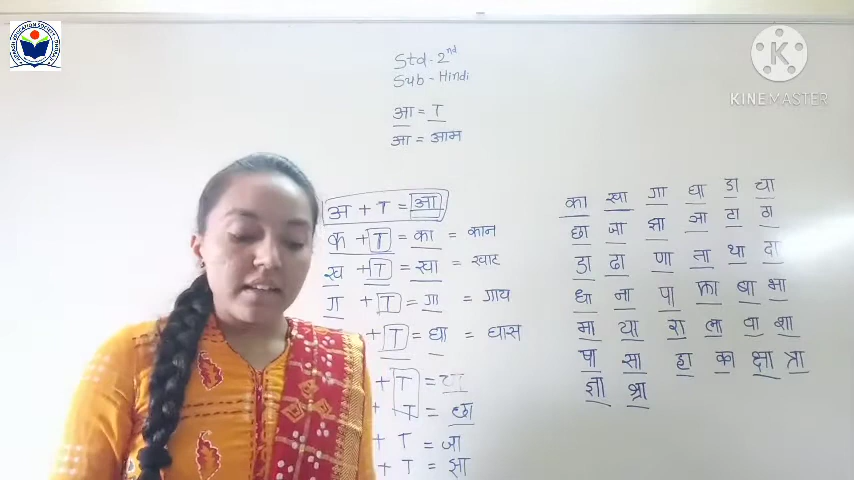 Std - 2nd
Sub - Hindi
आ = ा
आ = आम
अ + ा = आ
क + ा = का = कान
ख + ा = खा = खाट
ग + ा = गा = गाय
+ ा = घा = घास
+ ा = चा
+ ा = छा
+ ा = जा
+ ा = झा
का खा गा घा ङा चा
छा जा झा ञा टा ठा
डा ढा णा ता था दा
धा ना पा फा बा भा
मा या रा ला वा शा
षा सा हा का क्षा त्रा
ज्ञा श्रा
KINEMASTER